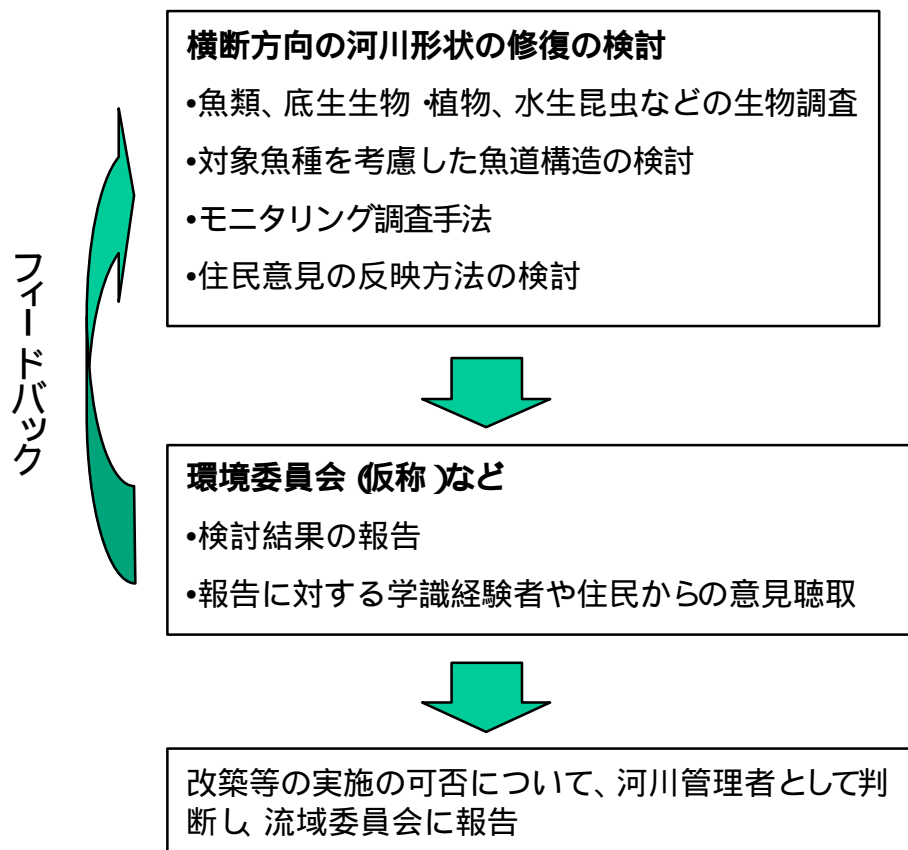 横断方向の河川形状の修復の検討
•魚類、底生生物・植物、水生昆虫などの生物調査
•対象魚種を考慮した魚道構造の検討
•モニタリング調査手法
•住民意見の反映方法の検討
フィードバック
環境委員会(仮称)など
•検討結果の報告
•報告に対する学識経験者や住民からの意見聴取
改築等の実施の可否について、河川管理者として判
断し、流域委員会に報告